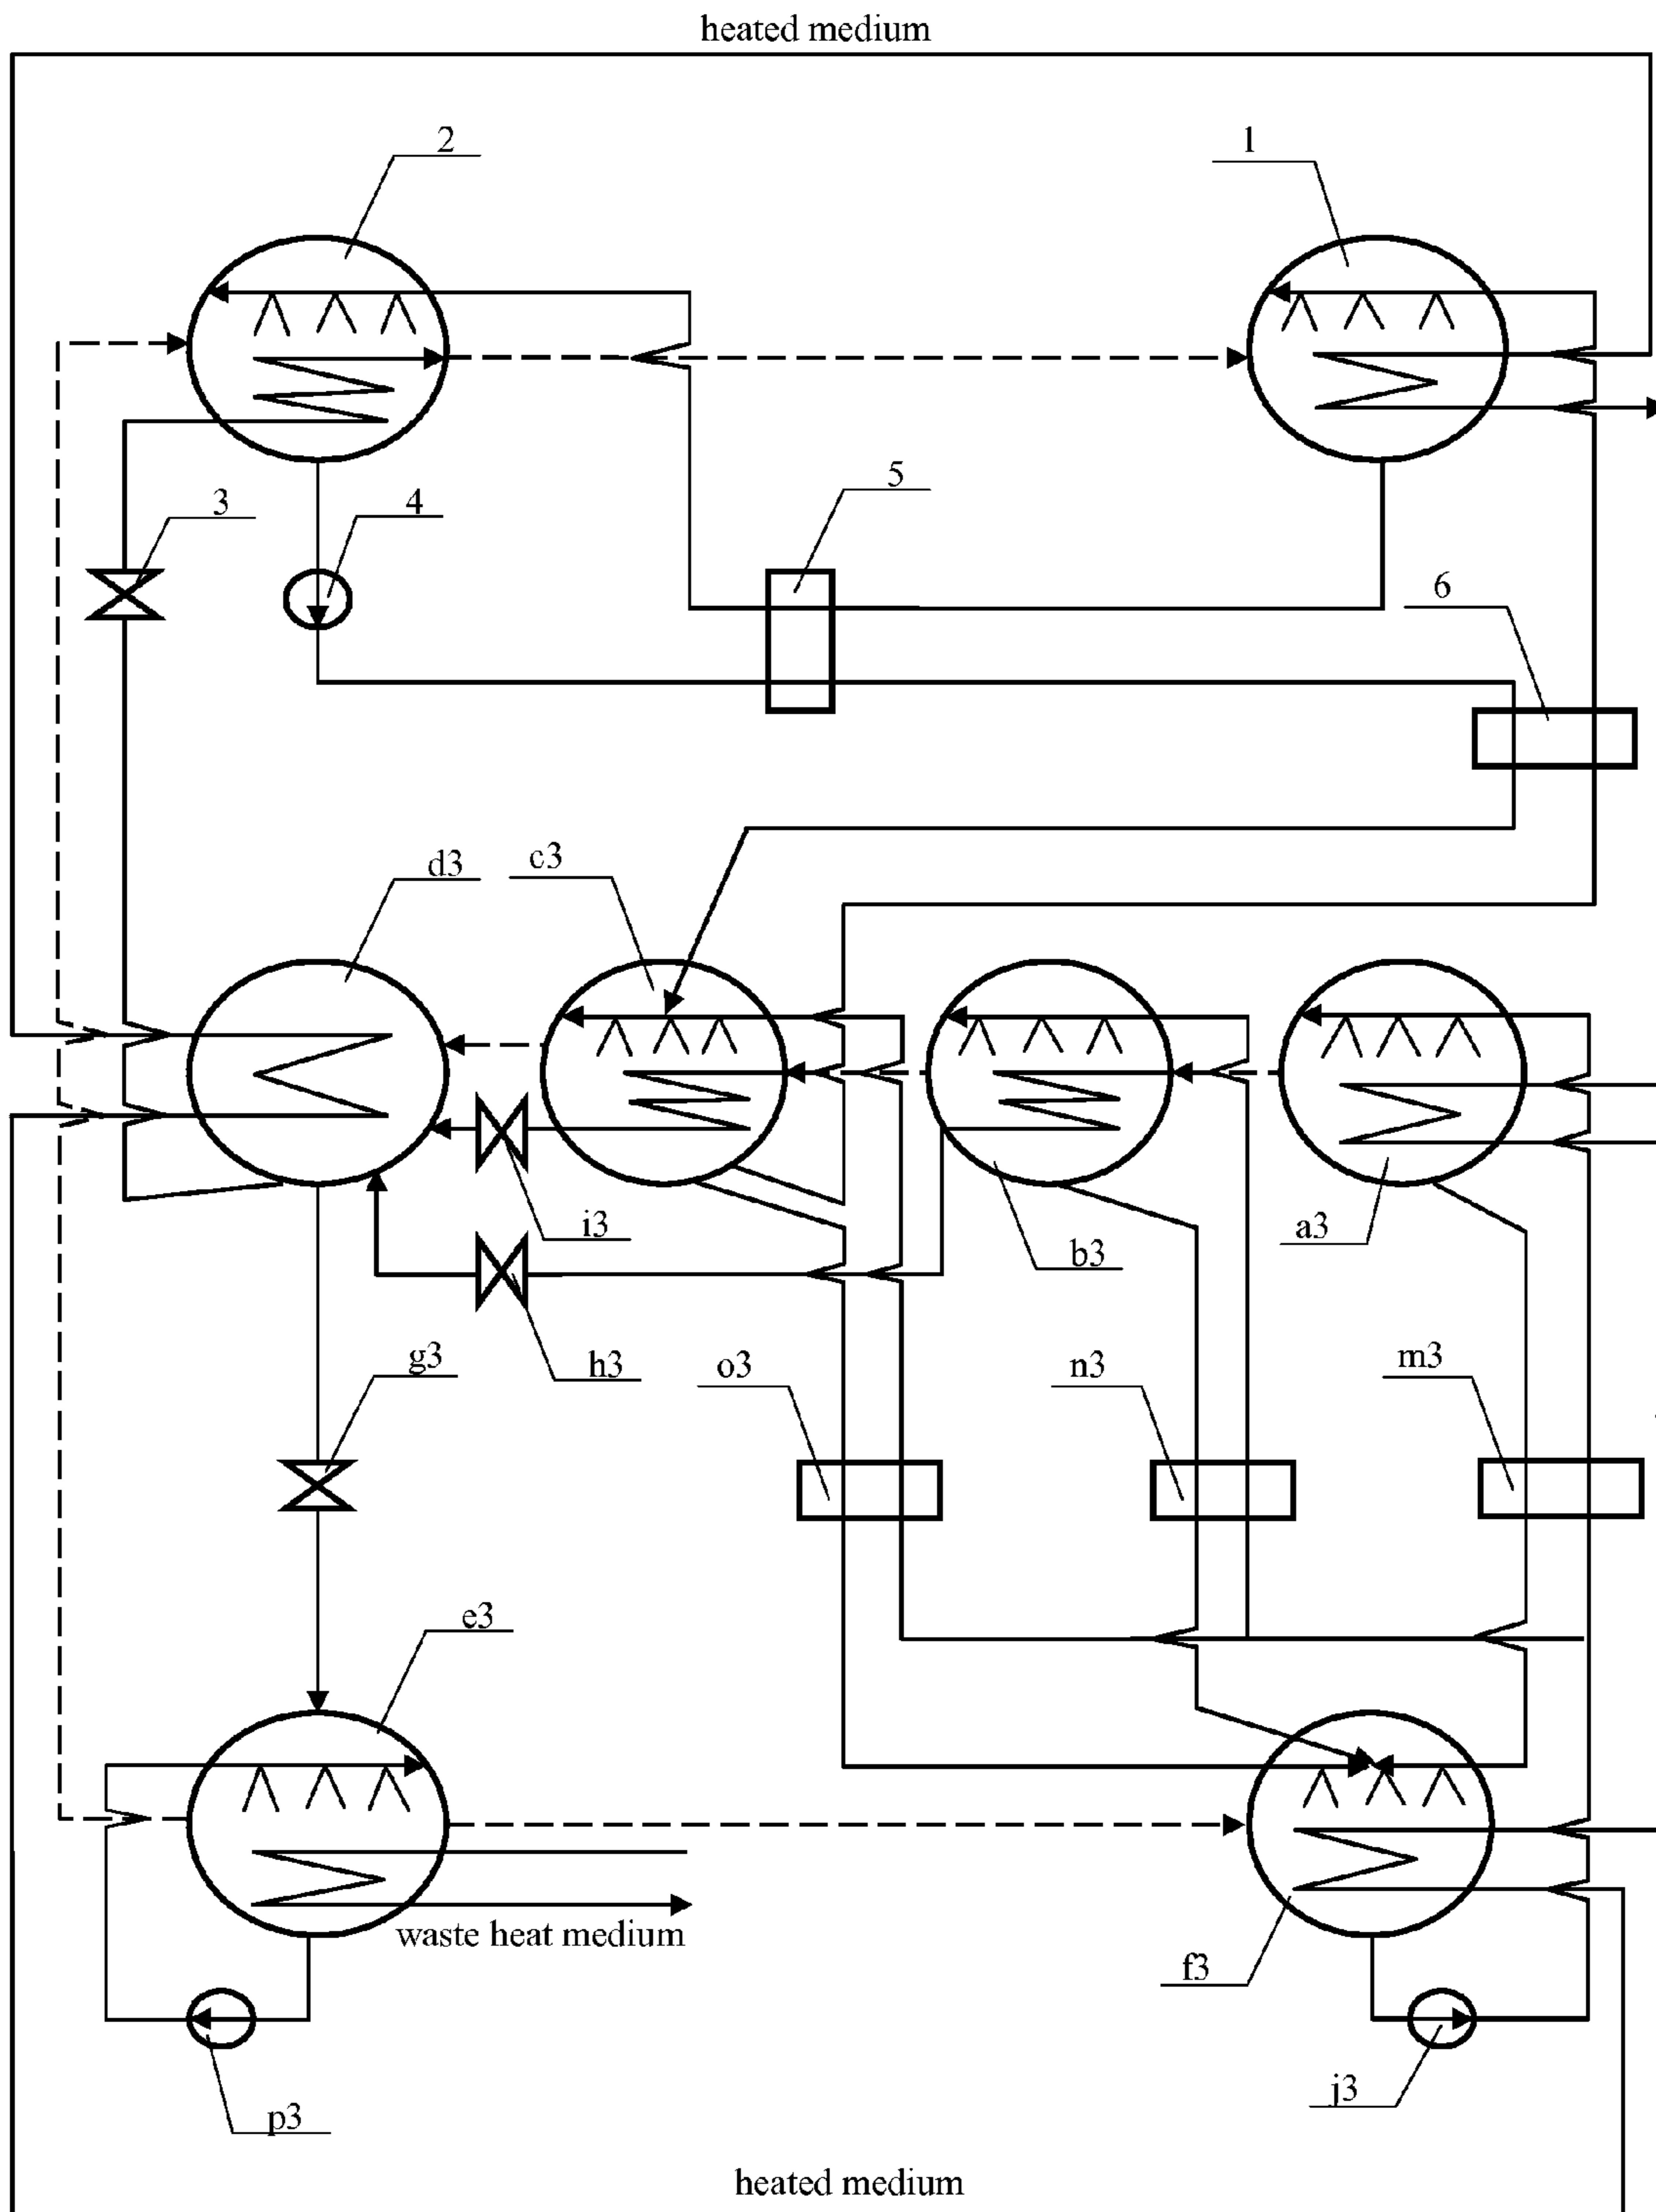 heated medium
2
1
3
4
5
6
d3
c3
i3
b3
a3
g3
h3
o3
n3
m3
e3
waste heat medium
f3
p3
j3
heated medium